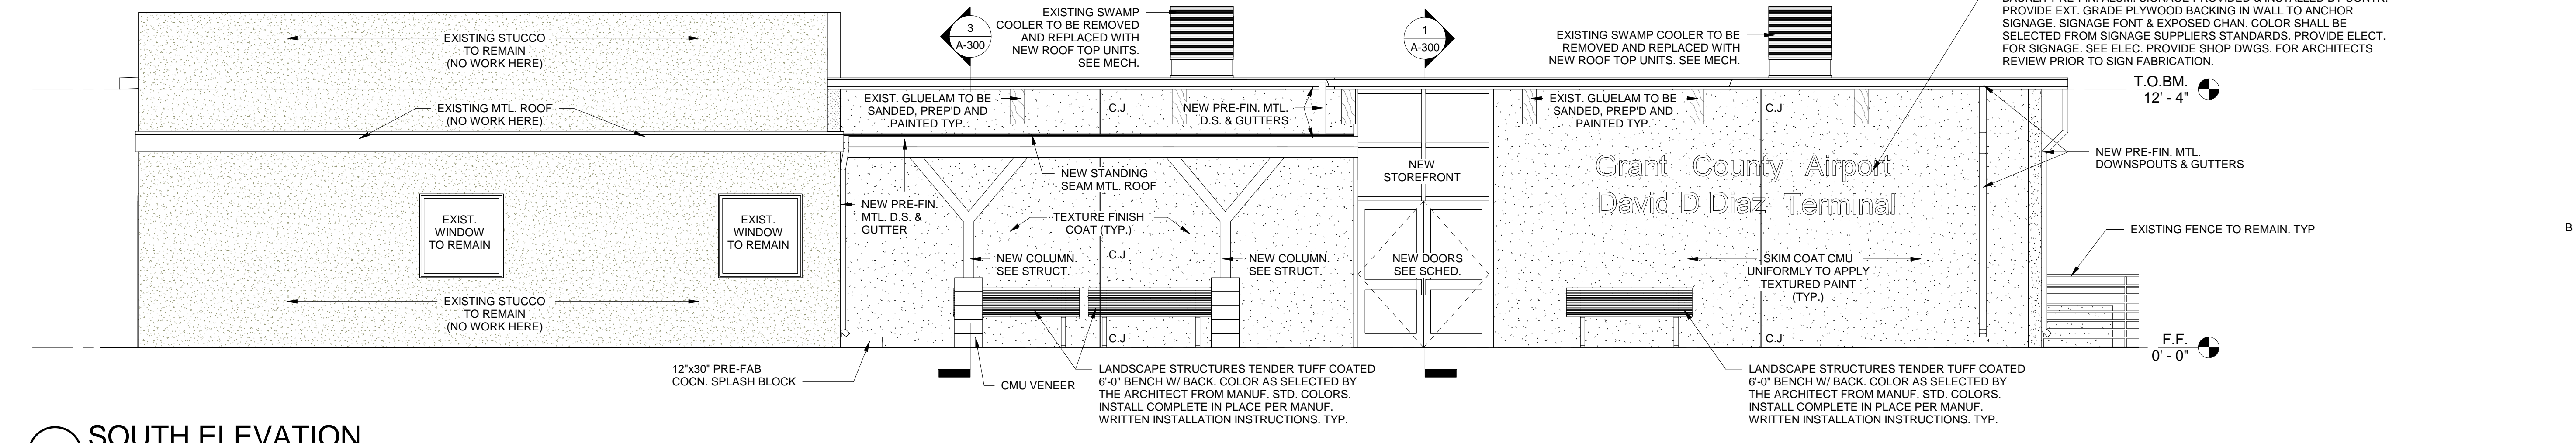 EXISTING STUCCO
TO REMAIN
(NO WORK HERE)
EXISTING MTL. ROOF
(NO WORK HERE)
EXIST.
WINDOW
TO REMAIN
EXIST.
WINDOW
TO REMAIN
EXISTING STUCCO
TO REMAIN
(NO WORK HERE)
12"x30" PRE-FAB
COCN. SPLASH BLOCK
3
A-300
EXISTING SWAMP
COOLER TO BE REMOVED
AND REPLACED WITH
NEW ROOF TOP UNITS.
SEE MECH.
EXIST. GLUELAM TO BE
SANDED, PREP'D AND
PAINTED TYP.
C.J
NEW PRE-FIN. MTL.
D.S. & GUTTERS
NEW STANDING
SEAM MTL. ROOF
NEW PRE-FIN.
MTL. D.S. &
GUTTER
TEXTURE FINISH
COAT (TYP.)
C.J
NEW COLUMN.
SEE STRUCT.
NEW COLUMN.
SEE STRUCT.
C.J
CMU VENEER
LANDSCAPE STRUCTURES TENDER TUFF COATED
6'-0" BENCH W/ BACK. COLOR AS SELECTED BY
THE ARCHITECT FROM MANUF. STD. COLORS.
INSTALL COMPLETE IN PLACE PER MANUF.
WRITTEN INSTALLATION INSTRUCTIONS. TYP.
1
A-300
NEW
STOREFRONT
NEW DOORS
SEE SCHED.
EXISTING SWAMP COOLER TO BE
REMOVED AND REPLACED WITH
NEW ROOF TOP UNITS. SEE MECH.
EXIST. GLUELAM TO BE
SANDED, PREP'D AND
PAINTED TYP.
C.J
Grant County Airport
David D Diaz Terminal
SKIM COAT CMU
UNIFORMLY TO APPLY
TEXTURED PAINT
(TYP.)
C.J
LANDSCAPE STRUCTURES TENDER TUFF COATED
6'-0" BENCH W/ BACK. COLOR AS SELECTED BY
THE ARCHITECT FROM MANUF. STD. COLORS.
INSTALL COMPLETE IN PLACE PER MANUF.
WRITTEN INSTALLATION INSTRUCTIONS. TYP.
PROVIDE EXT. GRADE PLYWOOD BACKING IN WALL TO ANCHOR
SIGNAGE. SIGNAGE FONT & EXPOSED CHAN. COLOR SHALL BE
SELECTED FROM SIGNAGE SUPPLIERS STANDARDS. PROVIDE ELECT.
FOR SIGNAGE. SEE ELEC. PROVIDE SHOP DWGS. FOR ARCHITECTS
REVIEW PRIOR TO SIGN FABRICATION.
T.O.BM.
12' - 4"
NEW PRE-FIN. MTL.
DOWNSPOUTS & GUTTERS
EXISTING FENCE TO REMAIN. TYP
B
F.F.
0' - 0"
SOUTH ELEVATION